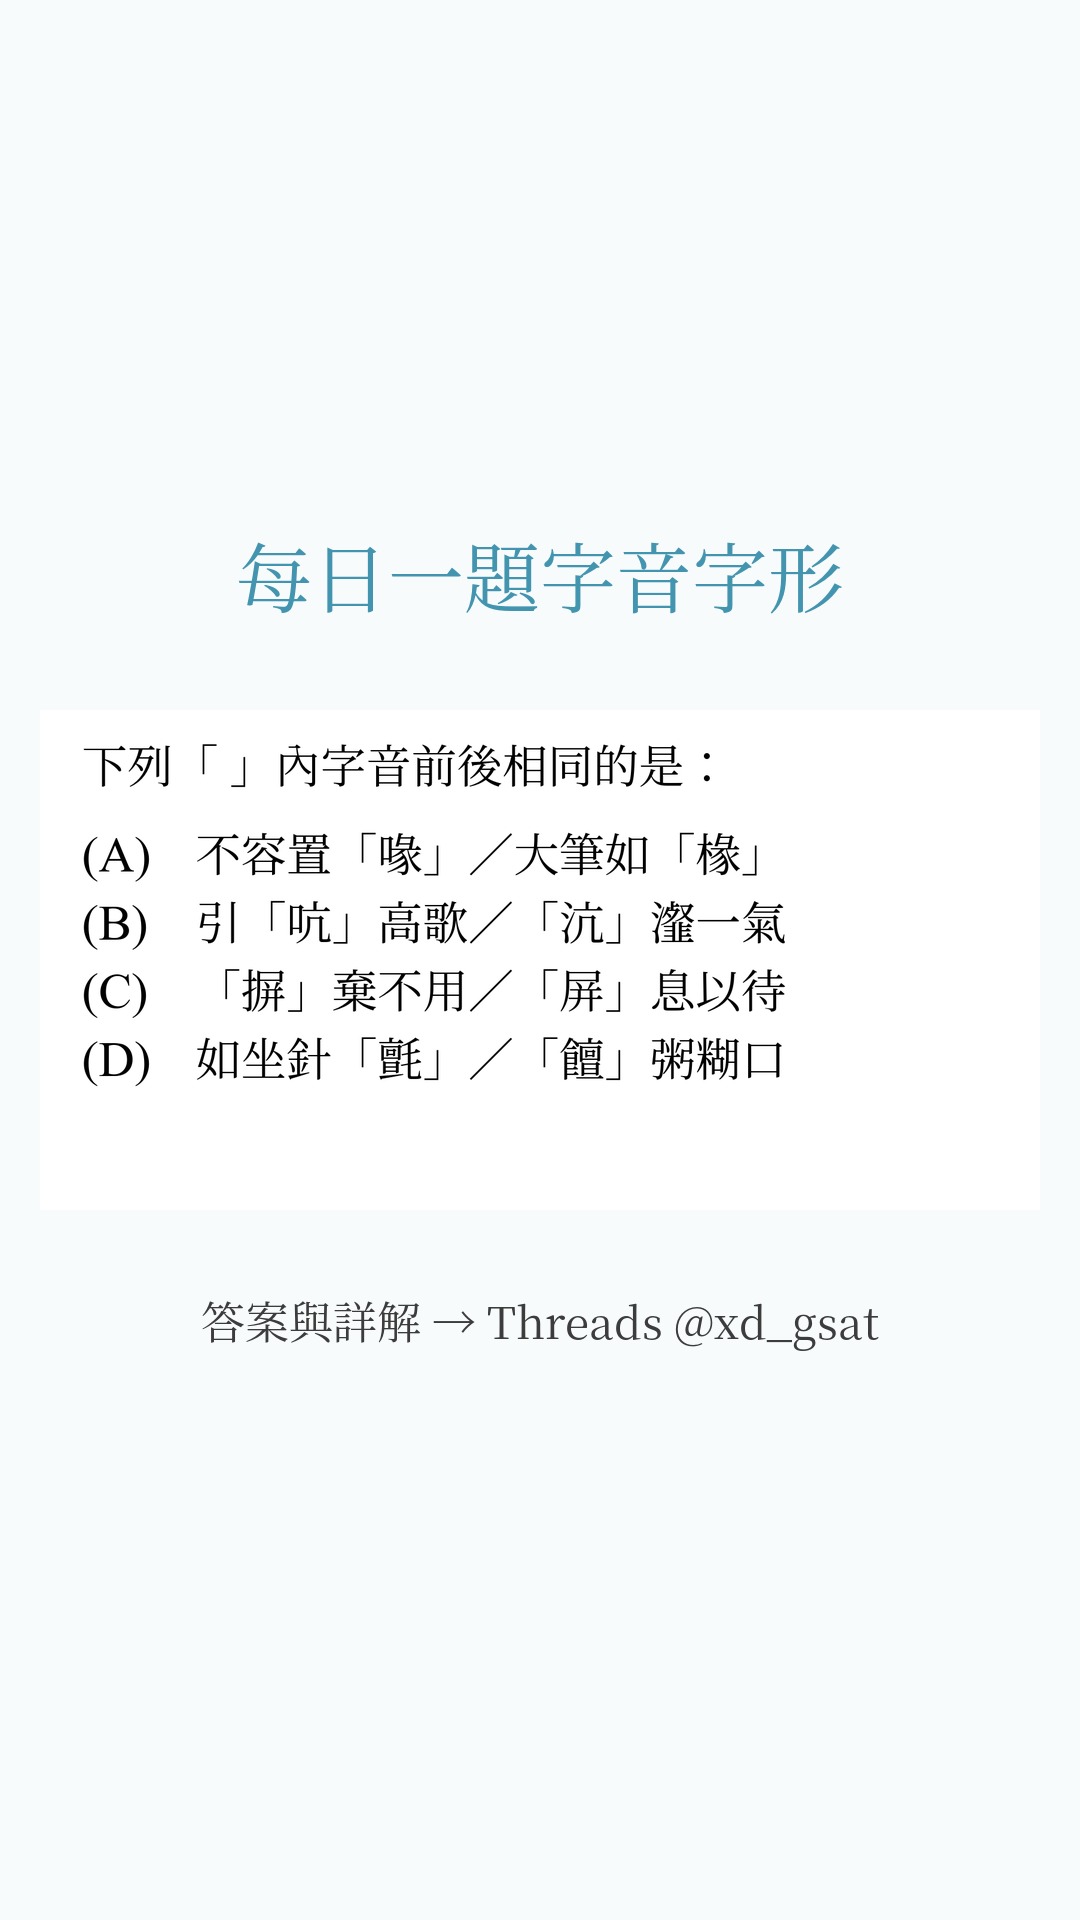 每日一題字音字形
下列「 」內字音前後相同的是：
(A) 不容置「喙」／大筆如「椽」
(B) 引「吭」高歌／「沆」瀣一氣
(C) 「摒」棄不用／「屏」息以待
(D) 如坐針「氈」／「饘」粥糊口
答案與詳解 → Threads @xd_gsat